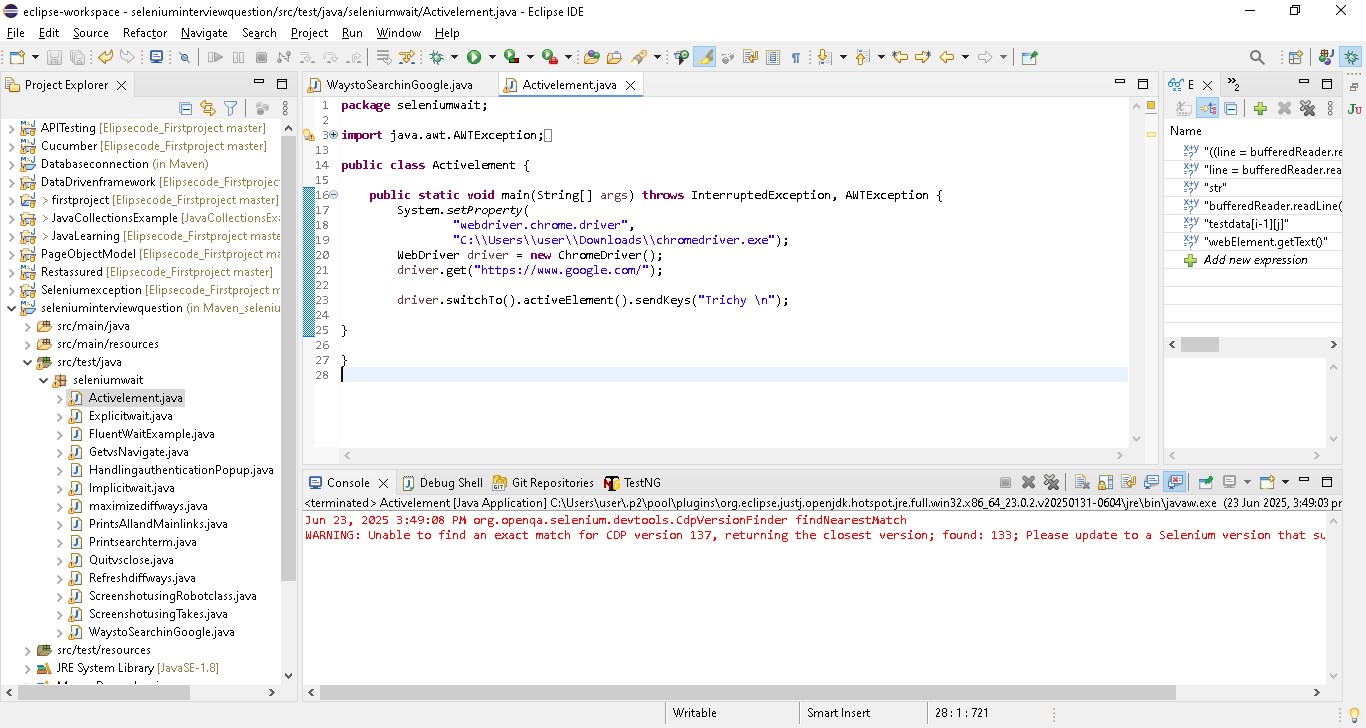 eclipse-workspace - seleniuminterviewquestion/src/test/java/seleniumwait/Activelement.java - Eclipse IDE
File Edit Source Refactor Navigate Search Project Run Window Help
Project Explorer
APITesting [Elipsecode_Firstproject master]
Cucumber [Elipsecode_Firstproject master]
Databaseconnection (in Maven)
DataDrivenframework [Elipsecode_Firstprojec
> firstproject [Elipsecode_Firstproject master]
> JavaCollectionsExample [JavaCollectionsExa
> JavaLearning [Elipsecode_Firstproject maste
PageObjectModel [Elipsecode_Firstproject m
Restassured [Elipsecode_Firstproject master]
Seleniumexception [Elipsecode_Firstproject m
seleniuminterviewquestion (in Maven_seleniu
src/main/java
src/main/resources
src/test/java
seleniumwait
Activelement.java
Explicitwait.java
FluentWaitExample.java
GetvsNavigate.java
HandlingauthenticationPopup.java
Implicitwait.java
maximizediffways.java
PrintsAllandMainlinks.java
Printsearchterm.java
Quitvsclose.java
Refreshdiffways.java
ScreenshotusingRobotclass.java
ScreenshotusingTakes.java
WaystoSearchinGoogle.java
src/test/resources
JRE System Library [JavaSE-1.8]
WaystoSearchinGoogle.java Activelement.java
1 package seleniumwait;
2
3 import java.awt.AWTException;
13
14 public class Activelement {
15
16 public static void main(String[] args) throws InterruptedException, AWTException {
17 System.setProperty(
18 "webdriver.chrome.driver",
19 "C:\\Users\\user\\Downloads\\chromedriver.exe");
20 WebDriver driver = new ChromeDriver();
21 driver.get("https://www.google.com/");
22
23 driver.switchTo().activeElement().sendKeys("Trichy \n");
24
25 }
26
27 }
28
E 2
Name
"((line = bufferedReader.re
"line = bufferedReader.rea
"str"
"bufferedReader.readLine(
"testdata[i-1][j]"
"webElement.getText()"
Add new expression
Console Debug Shell Git Repositories TestNG
<terminated> Activelement [Java Application] C:\Users\user\.p2\pool\plugins\org.eclipse.justj.openjdk.hotspot.jre.full.win32.x86_64_23.0.2.v20250131-0604\jre\bin\javaw.exe (23 Jun 2025, 3:49:03 pr
Jun 23, 2025 3:49:08 PM org.openqa.selenium.devtools.CdpVersionFinder findNearestMatch
WARNING: Unable to find an exact match for CDP version 137, returning the closest version; found: 133; Please update to a Selenium version that su
Writable Smart Insert 28 : 1 : 721